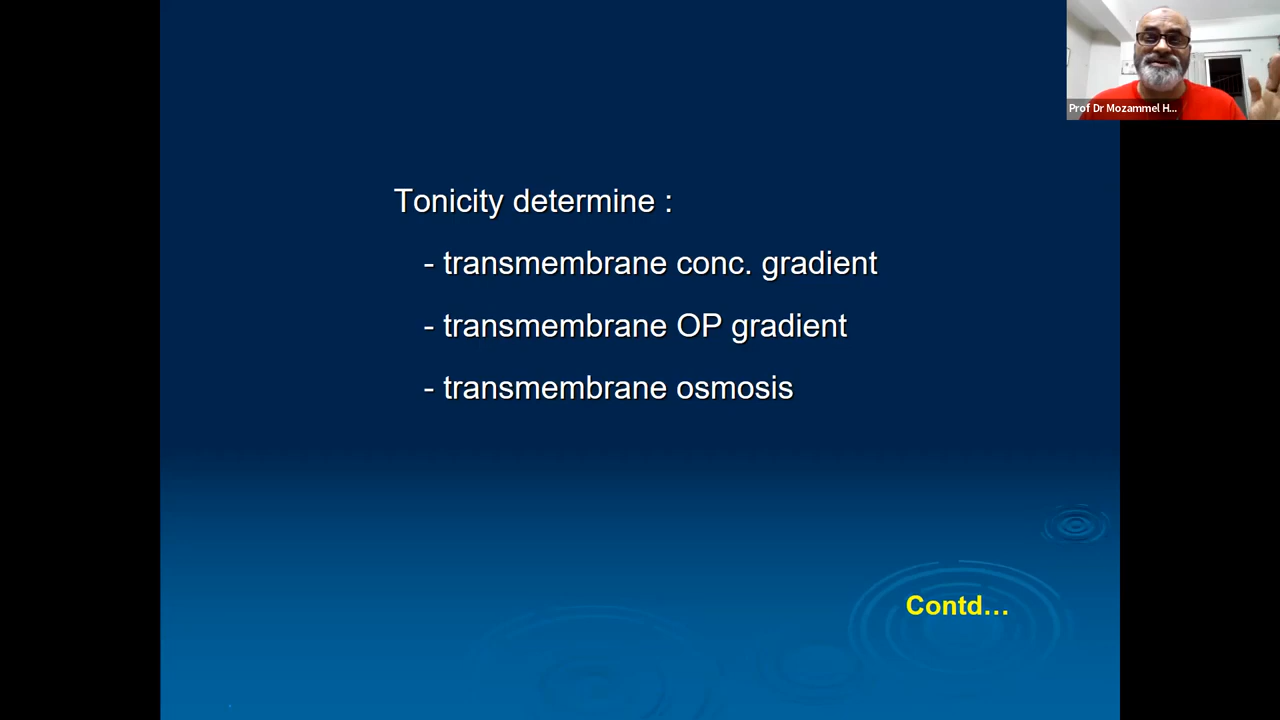 Prof Dr Mozammel H...
Tonicity determine :
- transmembrane conc. gradient
- transmembrane OP gradient
- transmembrane osmosis
Contd...